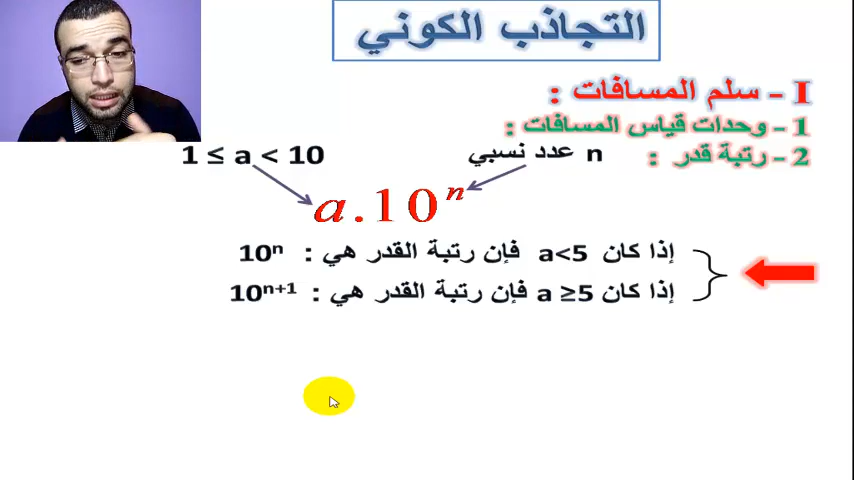 التجاذب الكوني
I - سلم المسافات :
1 - وحدات قياس المسافات :
2 - رتبة قدر :
n عدد نسبي
1 ≤ a < 10
a.10ⁿ
إذا كان a<5 فإن رتبة القدر هي : 10ⁿ
إذا كان a ≥5 فإن رتبة القدر هي : 10ⁿ⁺¹